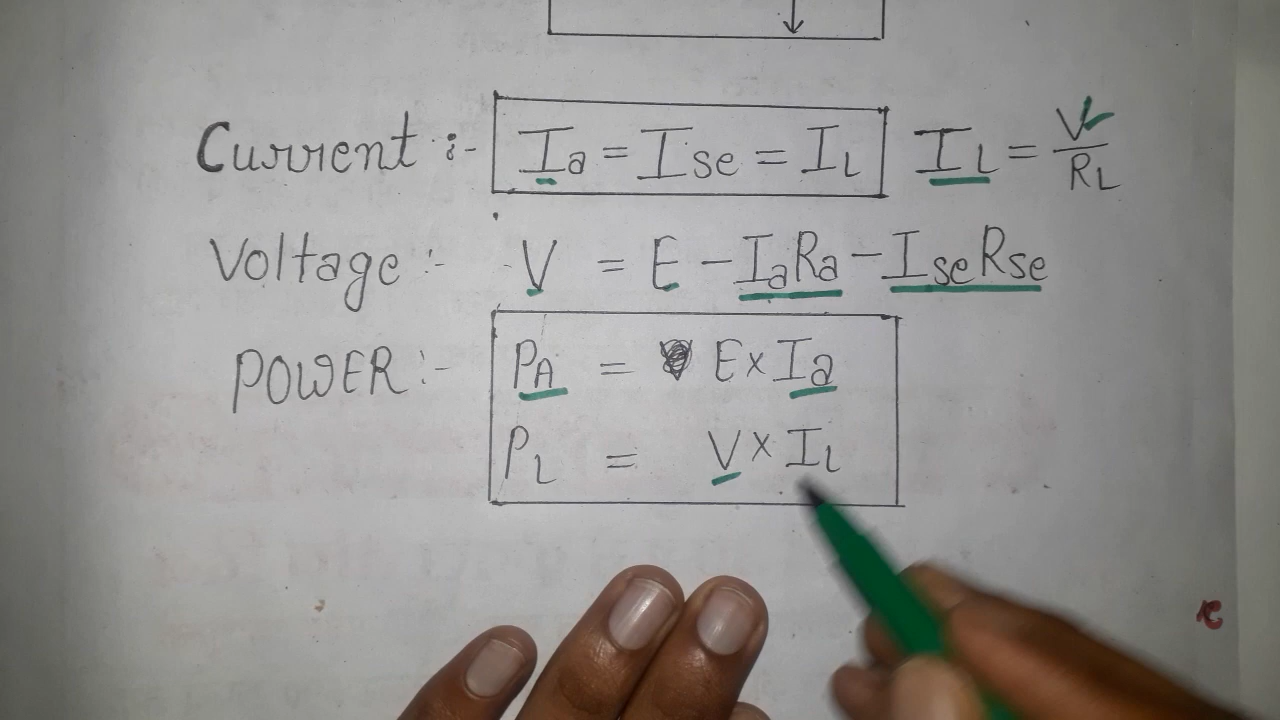 Current :- Ia = Ise = IL IL = V/RL
Voltage :- V = E - IaRa - IseRse
POWER :- PA = E x Ia
PL = V x IL